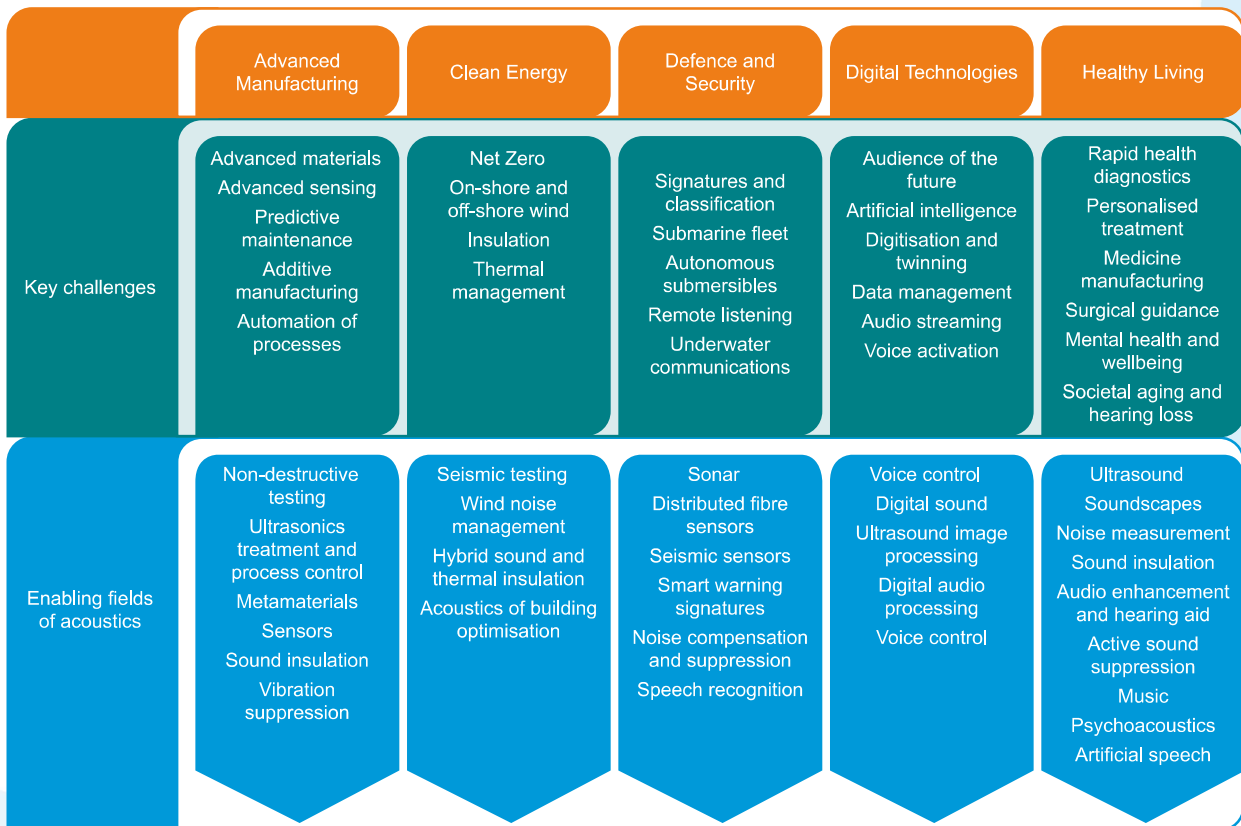 Advanced
Manufacturing
Clean Energy
Defence and
Security
Digital Technologies
Healthy Living
Key challenges
Advanced materials
Advanced sensing
Predictive
maintenance
Additive
manufacturing
Automation of
processes
Net Zero
On-shore and
off-shore wind
Insulation
Thermal
management
Signatures and
classification
Submarine fleet
Autonomous
submersibles
Remote listening
Underwater
communications
Audience of the
future
Artificial intelligence
Digitisation and
twinning
Data management
Audio streaming
Voice activation
Rapid health
diagnostics
Personalised
treatment
Medicine
manufacturing
Surgical guidance
Mental health and
wellbeing
Societal aging and
hearing loss
Enabling fields
of acoustics
Non-destructive
testing
Ultrasonics
treatment and
process control
Metamaterials
Sensors
Sound insulation
Vibration
suppression
Seismic testing
Wind noise
management
Hybrid sound and
thermal insulation
Acoustics of building
optimisation
Sonar
Distributed fibre
sensors
Seismic sensors
Smart warning
signatures
Noise compensation
and suppression
Speech recognition
Voice control
Digital sound
Ultrasound image
processing
Digital audio
processing
Voice control
Ultrasound
Soundscapes
Noise measurement
Sound insulation
Audio enhancement
and hearing aid
Active sound
suppression
Music
Psychoacoustics
Artificial speech